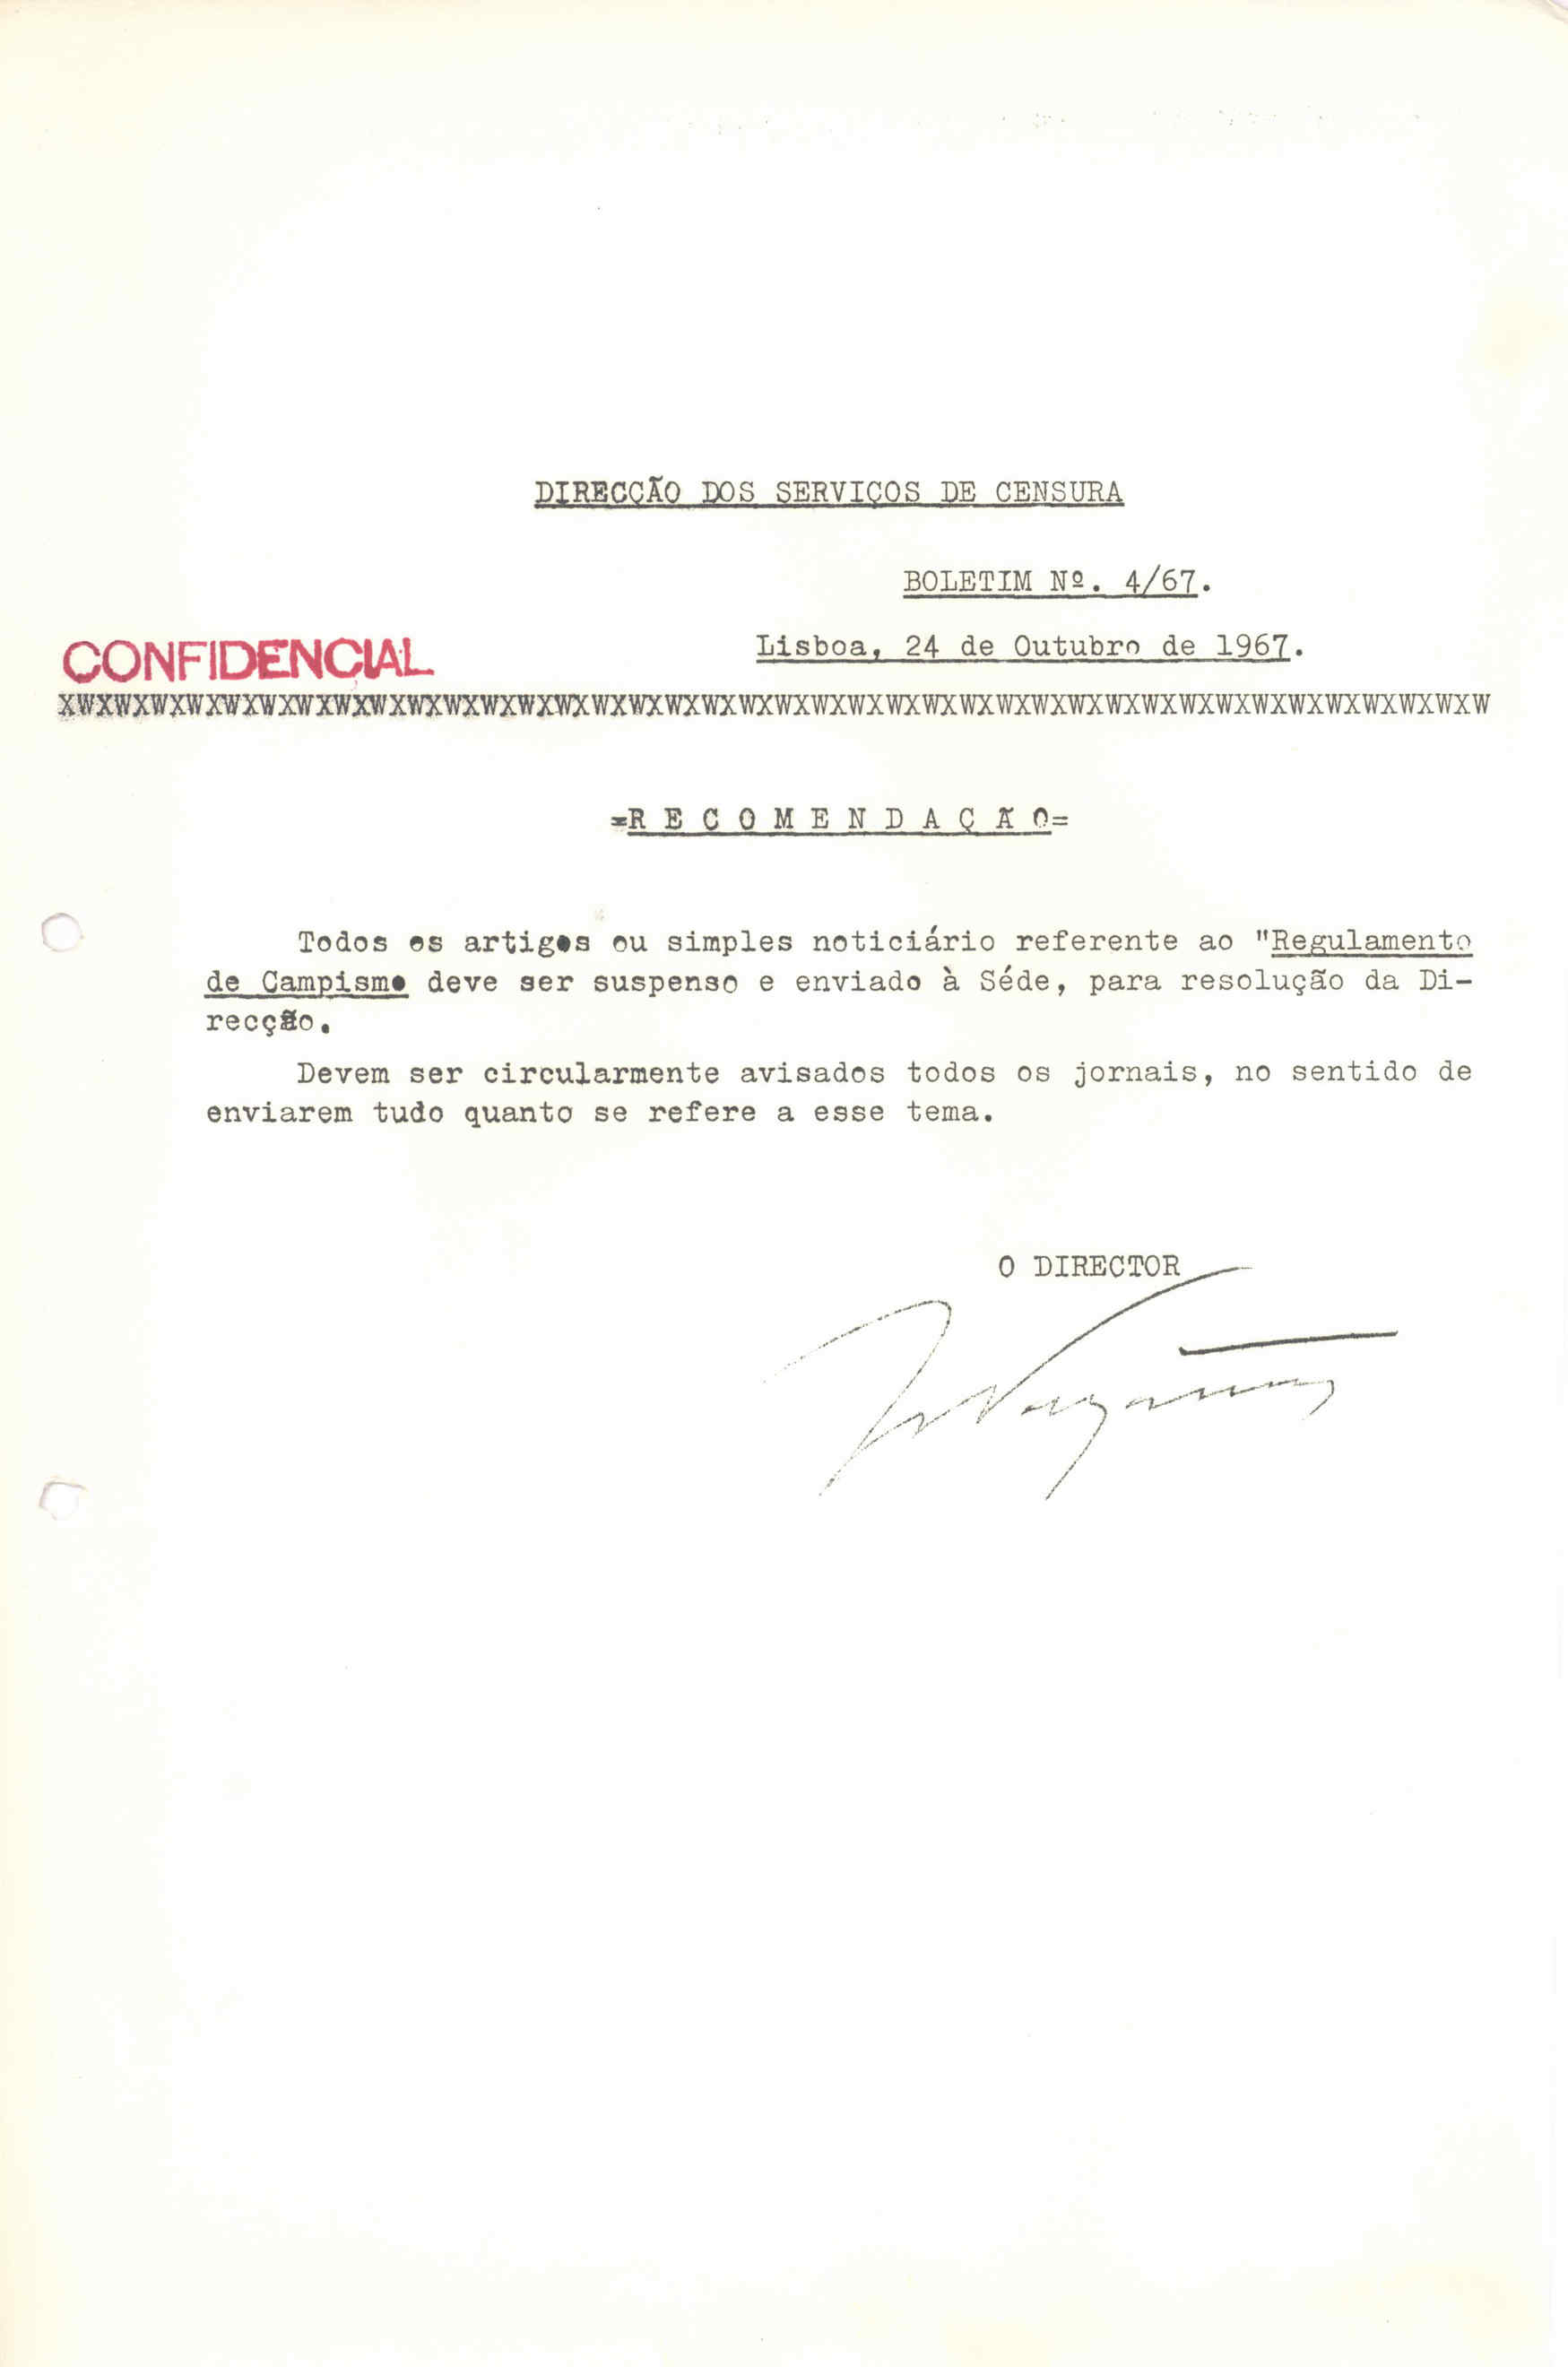 DIRECÇÃO DOS SERVIÇOS DE CENSURA
BOLETIM Nº. 4/67.
CONFIDENCIAL
Lisboa, 24 de Outubro de 1967.
XWXWXWXWXWXWXWXWXWXWXWXWXWXWXWXWXWXWXWXWXWXWXWXWXWXWXWXWXWXWXWXWXWXWXWXWXWXWXW
=R E C O M E N D A Ç Ã O=
Todos os artigos ou simples noticiário referente ao "Regulamento
de Campismo deve ser suspenso e enviado à Séde, para resolução da Di-
recção.
Devem ser circularmente avisados todos os jornais, no sentido de
enviarem tudo quanto se refere a esse tema.
O DIRECTOR